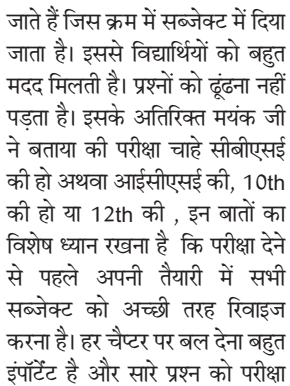 जाते हैं जिस क्रम में सब्जेक्ट में दिया
जाता है। इससे विद्यार्थियों को बहुत
मदद मिलती है। प्रश्नों को ढूंढना नहीं
पड़ता है। इसके अतिरिक्त मयंक जी
ने बताया की परीक्षा चाहे सीबीएसई
की हो अथवा आईसीएसई की, 10th
की हो या 12th की , इन बातों का
विशेष ध्यान रखना है कि परीक्षा देने
से पहले अपनी तैयारी में सभी
सब्जेक्ट को अच्छी तरह रिवाइज
करना है। हर चैप्टर पर बल देना बहुत
इंपॉर्टेंट है और सारे प्रश्न को परीक्षा